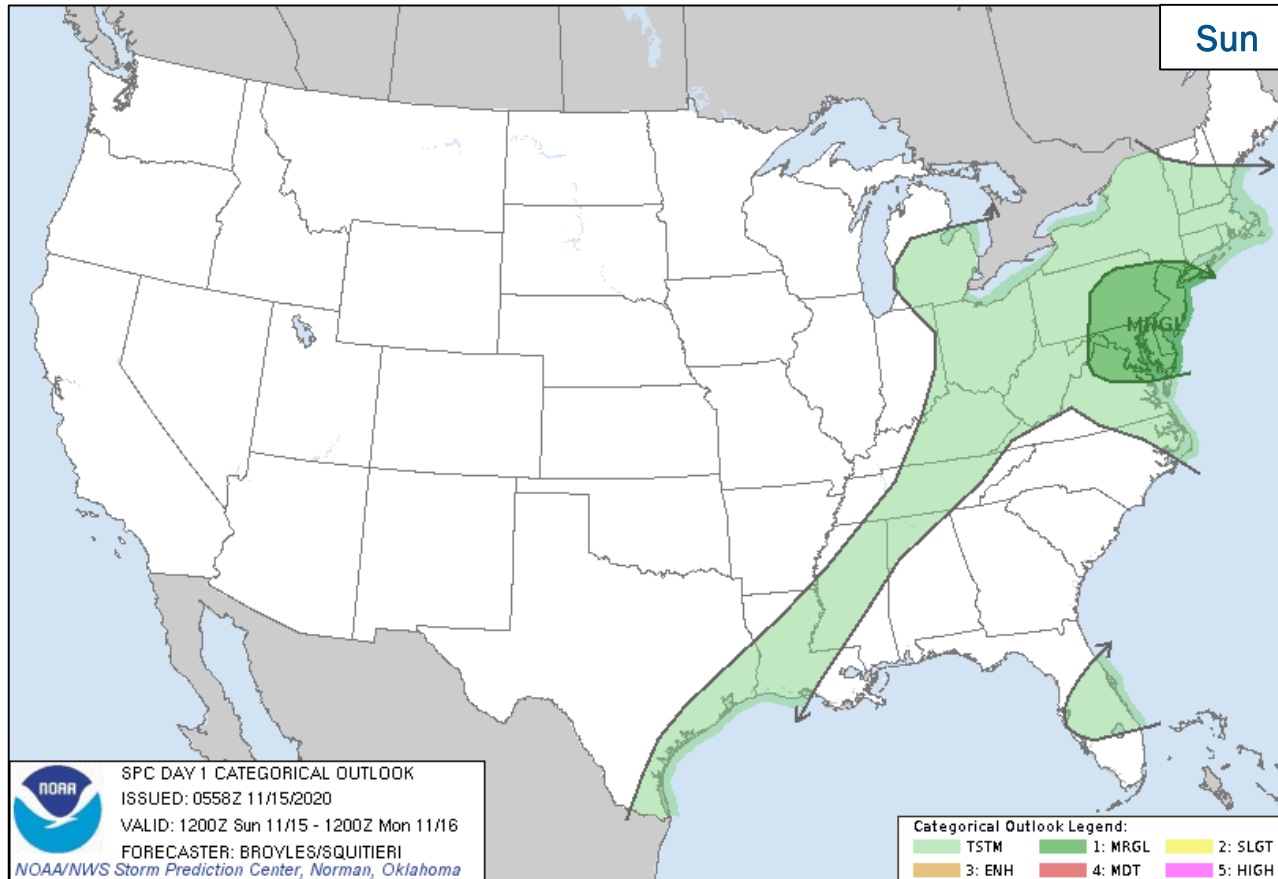 Sun
MRGL
SPC DAY 1 CATEGORICAL OUTLOOK
ISSUED: 0558Z 11/15/2020
VALID: 1200Z Sun 11/15 - 1200Z Mon 11/16
FORECASTER: BROYLES/SQUITIERI
NOAA
NOAA/NWS Storm Prediction Center, Norman, Oklahoma
Categorical Outlook Legend:
TSTM 1: MRGL 2: SLGT
3: ENH 4: MDT 5: HIGH